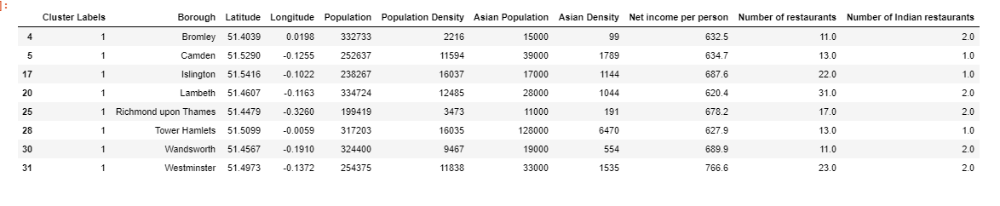 ]:
Cluster Labels Borough Latitude Longitude Population Population Density Asian Population Asian Density Net income per person Number of restaurants Number of Indian restaurants
4 1 Bromley 51.4039 0.0198 332733 2216 15000 99 632.5 11.0 2.0
5 1 Camden 51.5290 -0.1255 252637 11594 39000 1789 634.7 13.0 1.0
17 1 Islington 51.5416 -0.1022 238267 16037 17000 1144 687.6 22.0 1.0
20 1 Lambeth 51.4607 -0.1163 334724 12485 28000 1044 620.4 31.0 2.0
25 1 Richmond upon Thames 51.4479 -0.3260 199419 3473 11000 191 678.2 17.0 2.0
28 1 Tower Hamlets 51.5099 -0.0059 317203 16035 128000 6470 627.9 13.0 1.0
30 1 Wandsworth 51.4567 -0.1910 324400 9467 19000 554 689.9 11.0 2.0
31 1 Westminster 51.4973 -0.1372 254375 11838 33000 1535 766.6 23.0 2.0